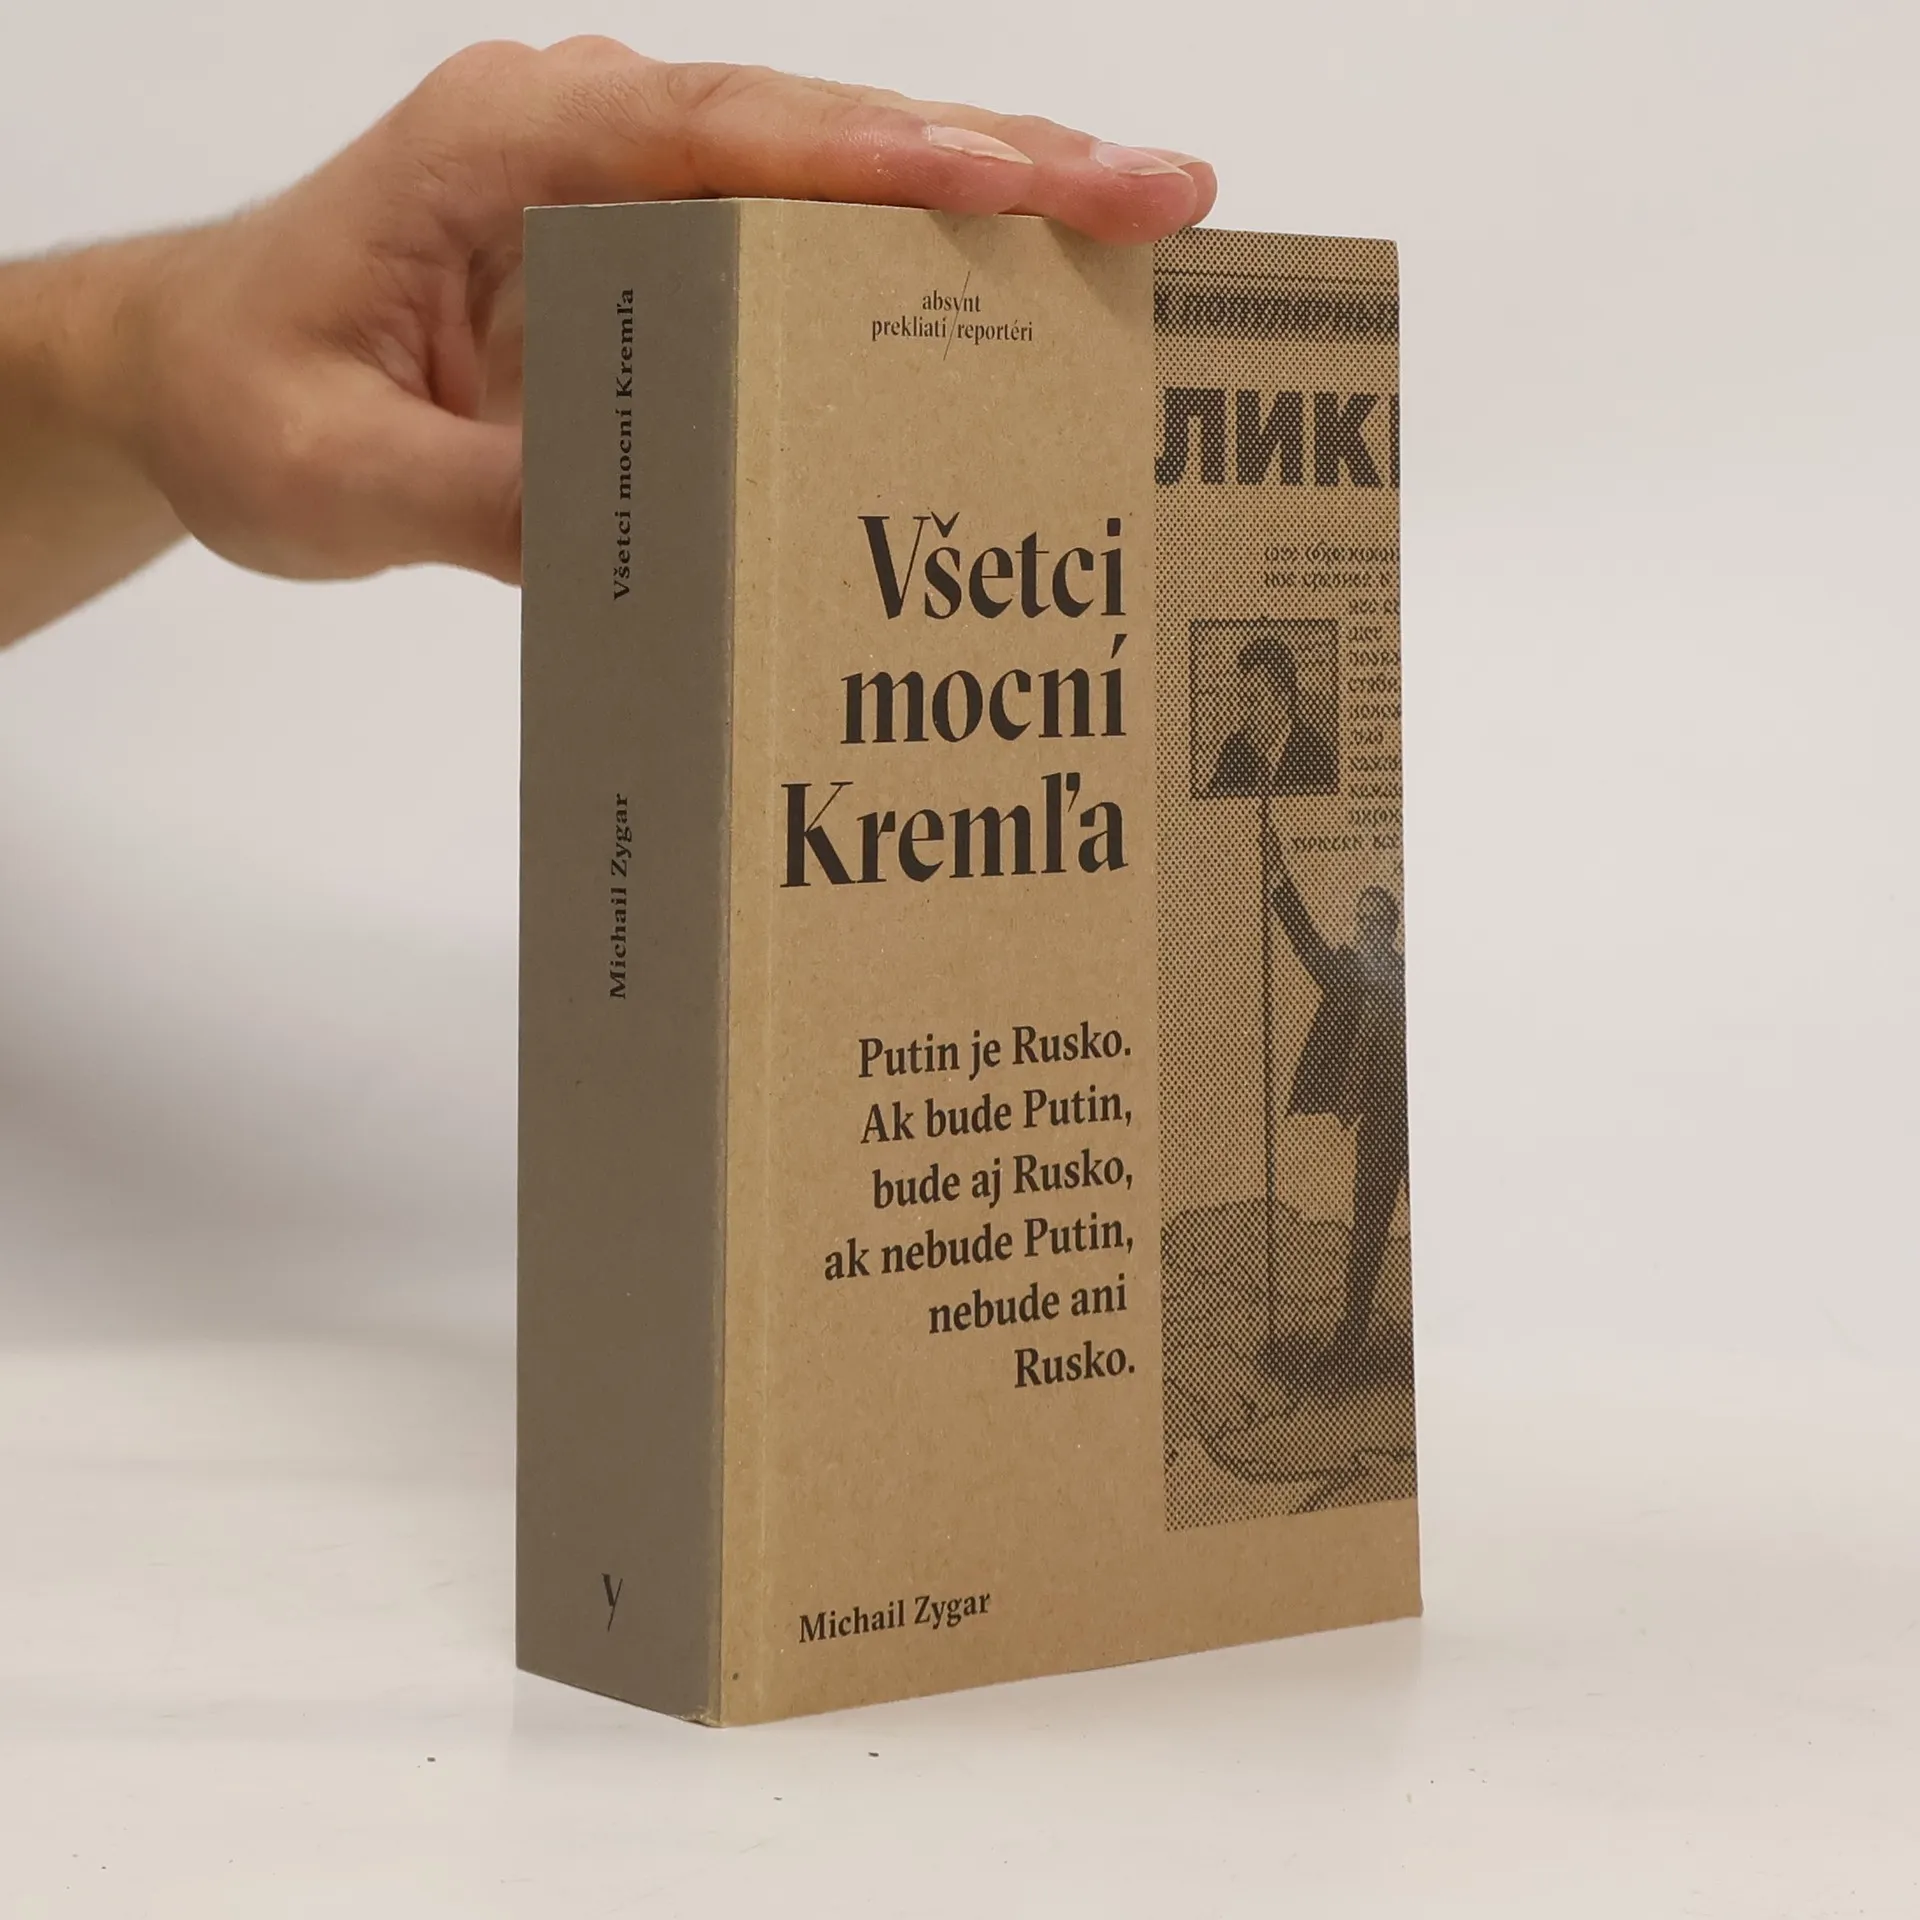 Všetci mocní Kremľa
Michail Zygar
y
absynt
prekliati reportéri
Všetci
mocní
Kremľa
Putin je Rusko.
Ak bude Putin,
bude aj Rusko,
ak nebude Putin,
nebude ani
Rusko.
Michail Zygar
ЛИК